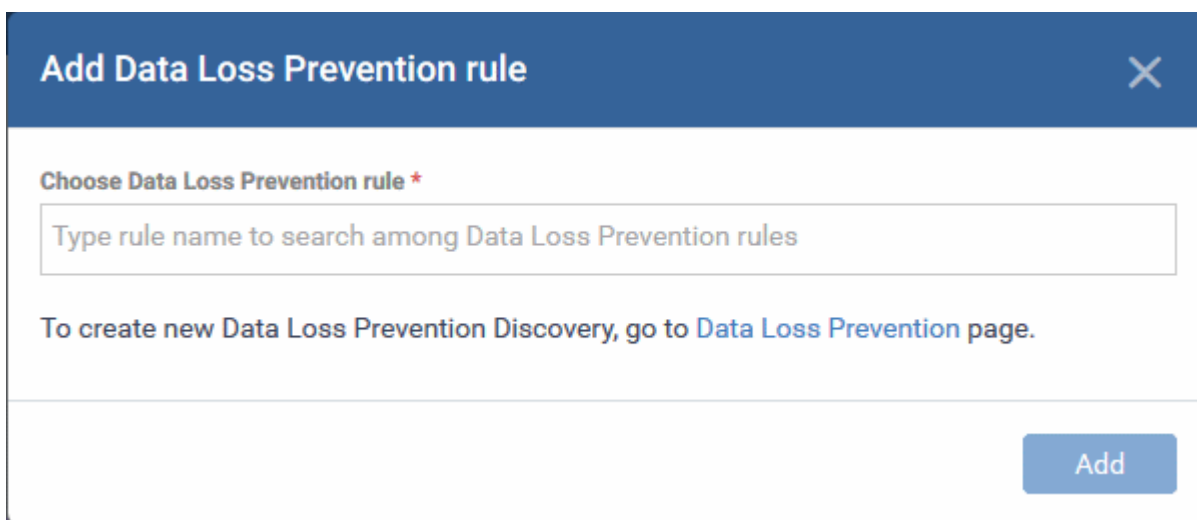 Add Data Loss Prevention rule
Choose Data Loss Prevention rule *
Type rule name to search among Data Loss Prevention rules
To create new Data Loss Prevention Discovery, go to Data Loss Prevention page.
Add